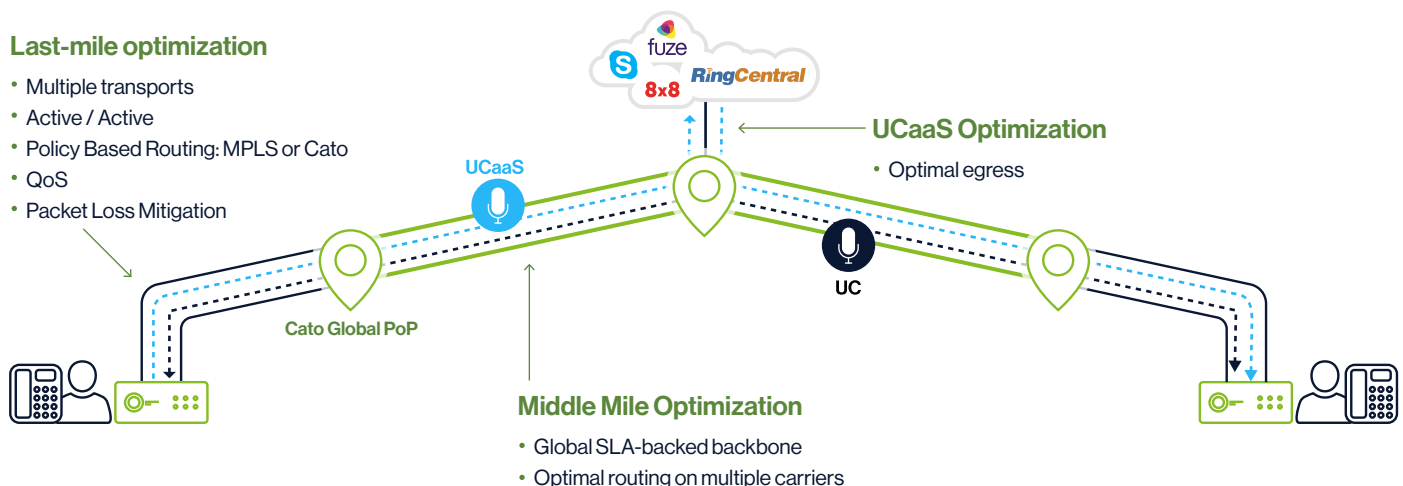 Last-mile optimization
• Multiple transports
• Active / Active
• Policy Based Routing: MPLS or Cato
• QoS
• Packet Loss Mitigation
fuze
S
RingCentral
8x8
UCaaS Optimization
• Optimal egress
UCaaS
UC
Cato Global PoP
Middle Mile Optimization
• Global SLA-backed backbone
• Optimal routing on multiple carriers